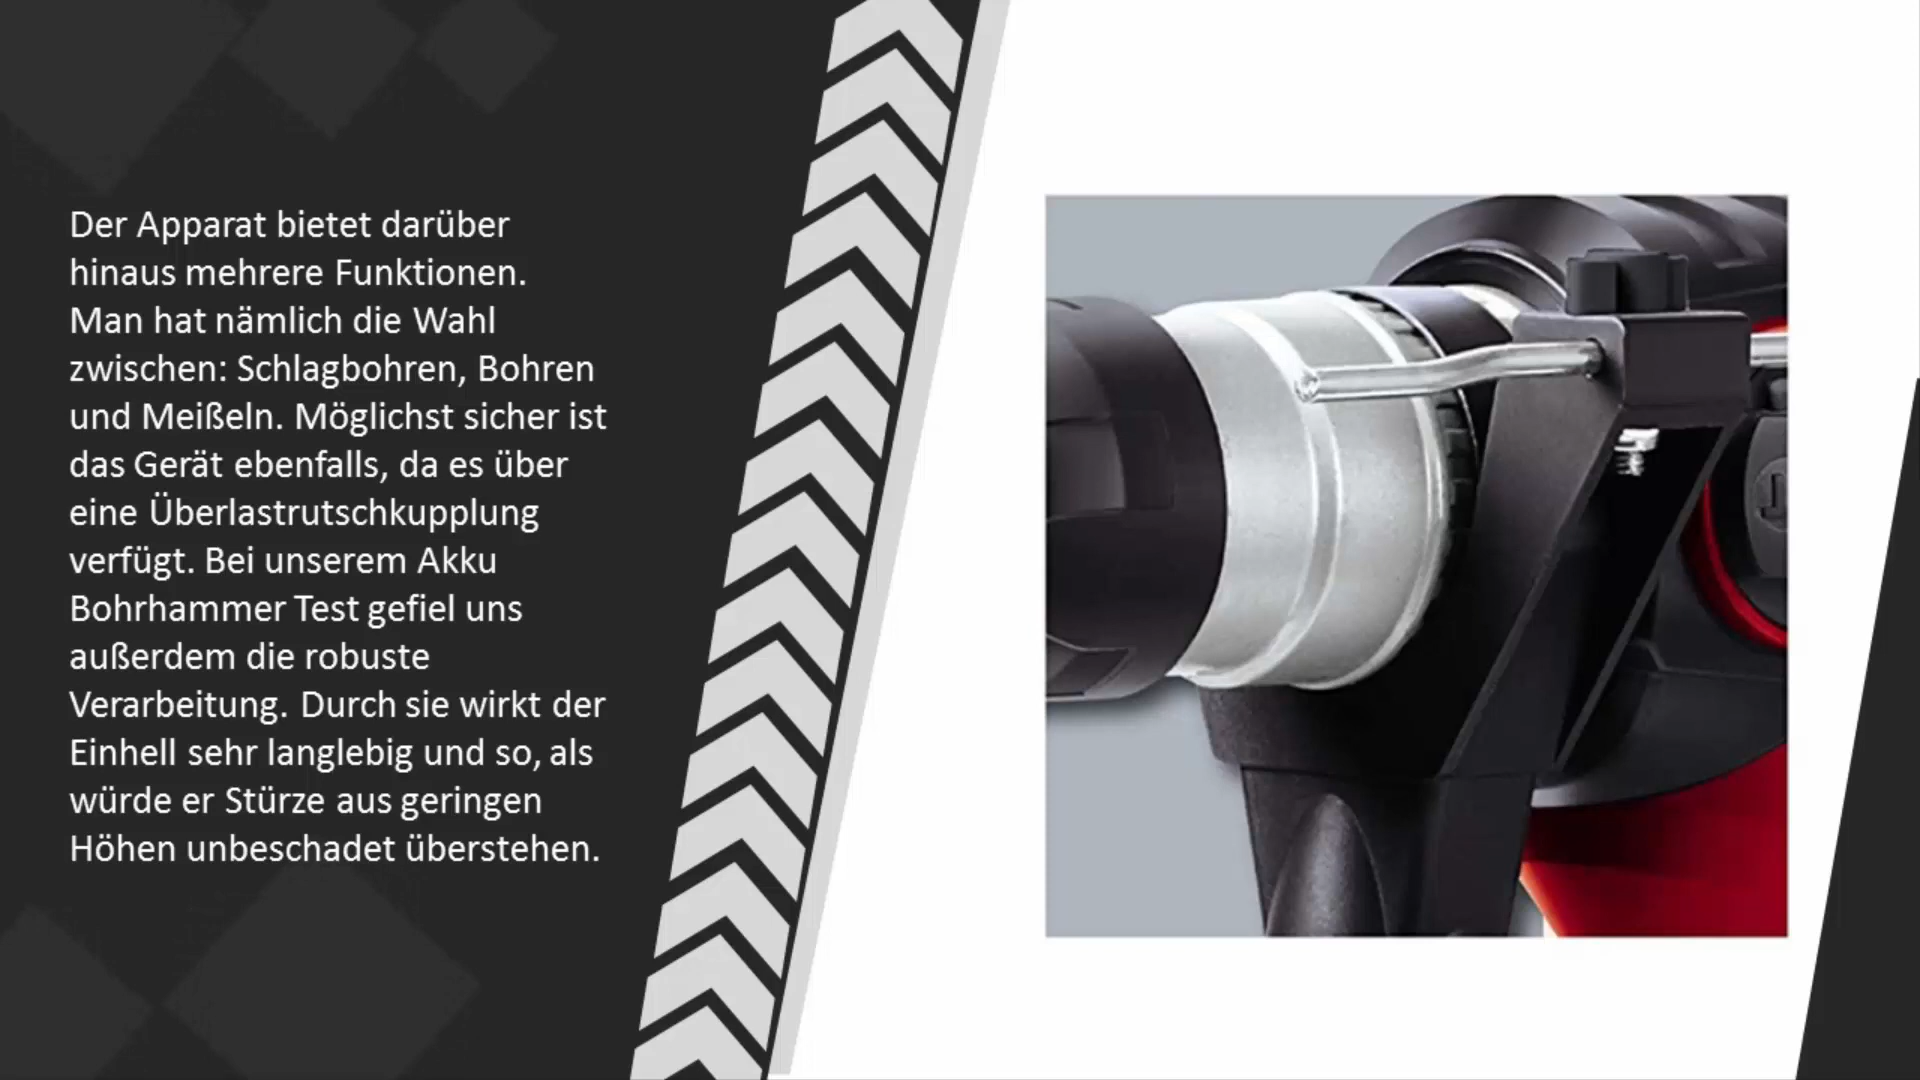 Der Apparat bietet darüber
hinaus mehrere Funktionen.
Man hat nämlich die Wahl
zwischen: Schlagbohren, Bohren
und Meißeln. Möglichst sicher ist
das Gerät ebenfalls, da es über
eine Überlastrutschkupplung
verfügt. Bei unserem Akku
Bohrhammer Test gefiel uns
außerdem die robuste
Verarbeitung. Durch sie wirkt der
Einhell sehr langlebig und so, als
würde er Stürze aus geringen
Höhen unbeschadet überstehen.